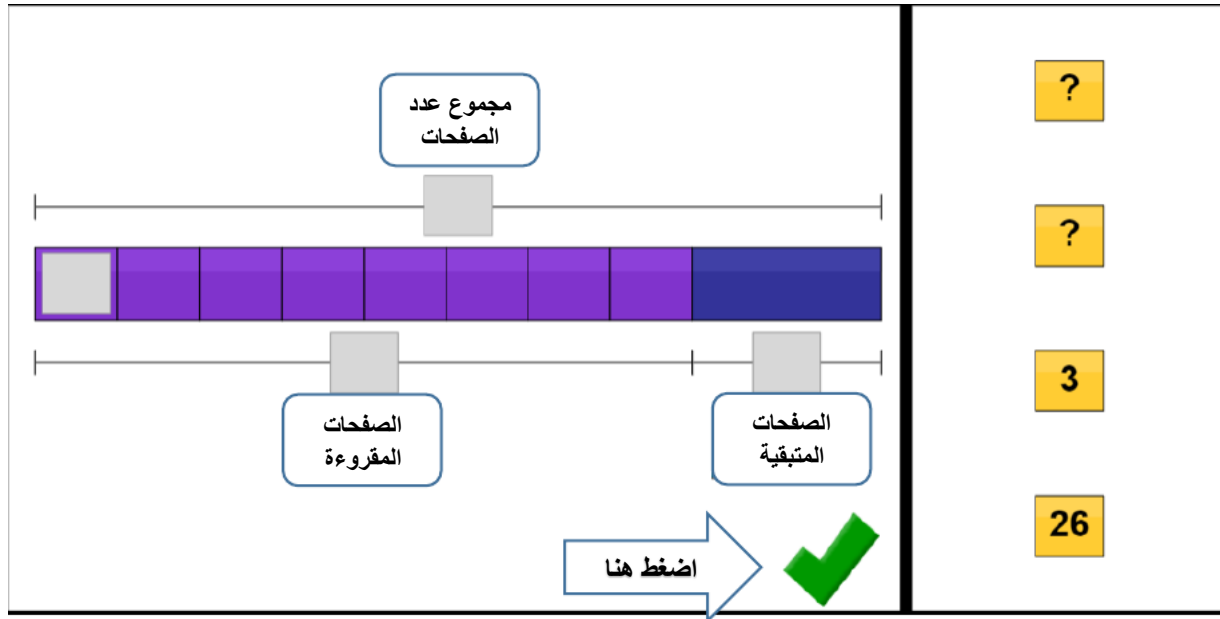 مجموع عدد
الصفحات
الصفحات
المقروءة
الصفحات
المتبقية
اضغط هنا
?
?
3
26